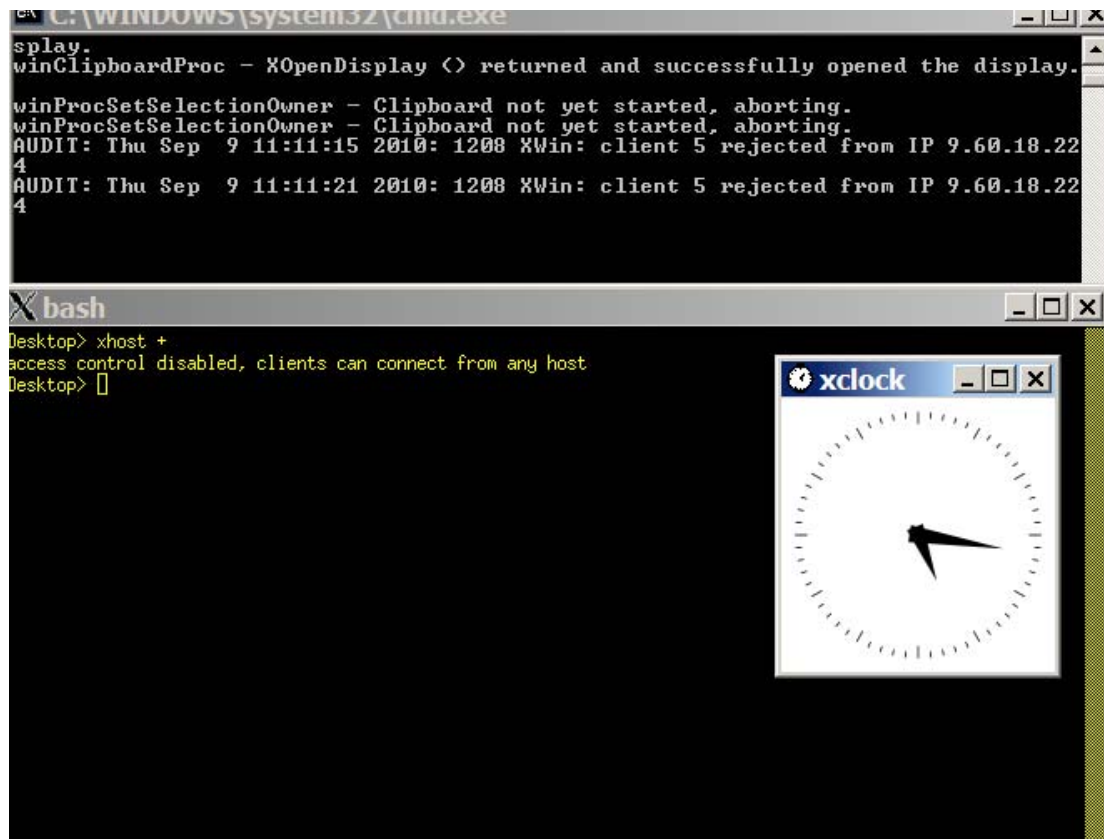 C:\WINDOWS\system32\cmd.exe
splay.
winClipboardProc - XOpenDisplay () returned and successfully opened the display.
winProcSetSelectionOwner - Clipboard not yet started, aborting.
winProcSetSelectionOwner - Clipboard not yet started, aborting.
AUDIT: Thu Sep  9 11:11:15 2010: 1208 XWin: client 5 rejected from IP 9.60.18.22
4
AUDIT: Thu Sep  9 11:11:21 2010: 1208 XWin: client 5 rejected from IP 9.60.18.22
4
bash
Desktop> xhost +
access control disabled, clients can connect from any host
Desktop>
xclock